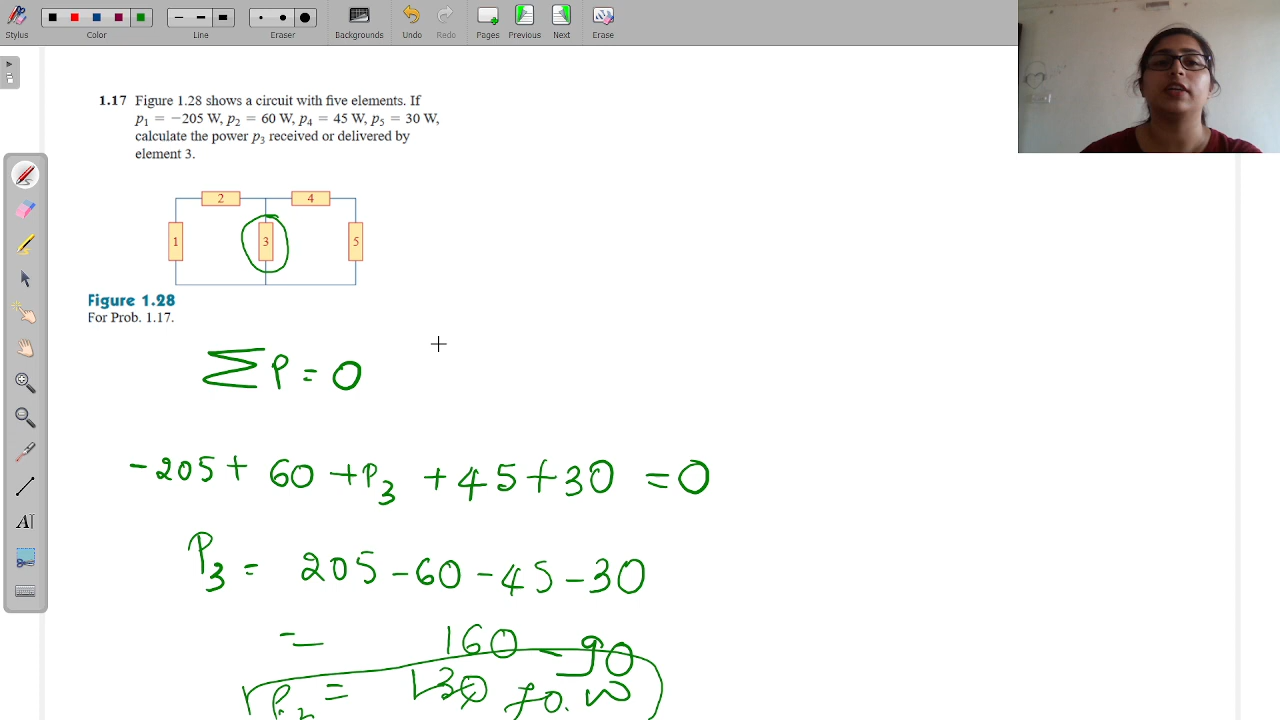 Stylus Color Line Eraser Backgrounds Undo Redo Pages Previous Next Erase
1.17 Figure 1.28 shows a circuit with five elements. If
p₁ = −205 W, p₂ = 60 W, p₄ = 45 W, p₅ = 30 W,
calculate the power p₃ received or delivered by
element 3.
2 4
1 3 5
Figure 1.28
For Prob. 1.17.
ΣP = 0
-205 + 60 + P₃ + 45 + 30 = 0
P₃ = 205 - 60 - 45 - 30
= 160 - 90
= 130 70.W